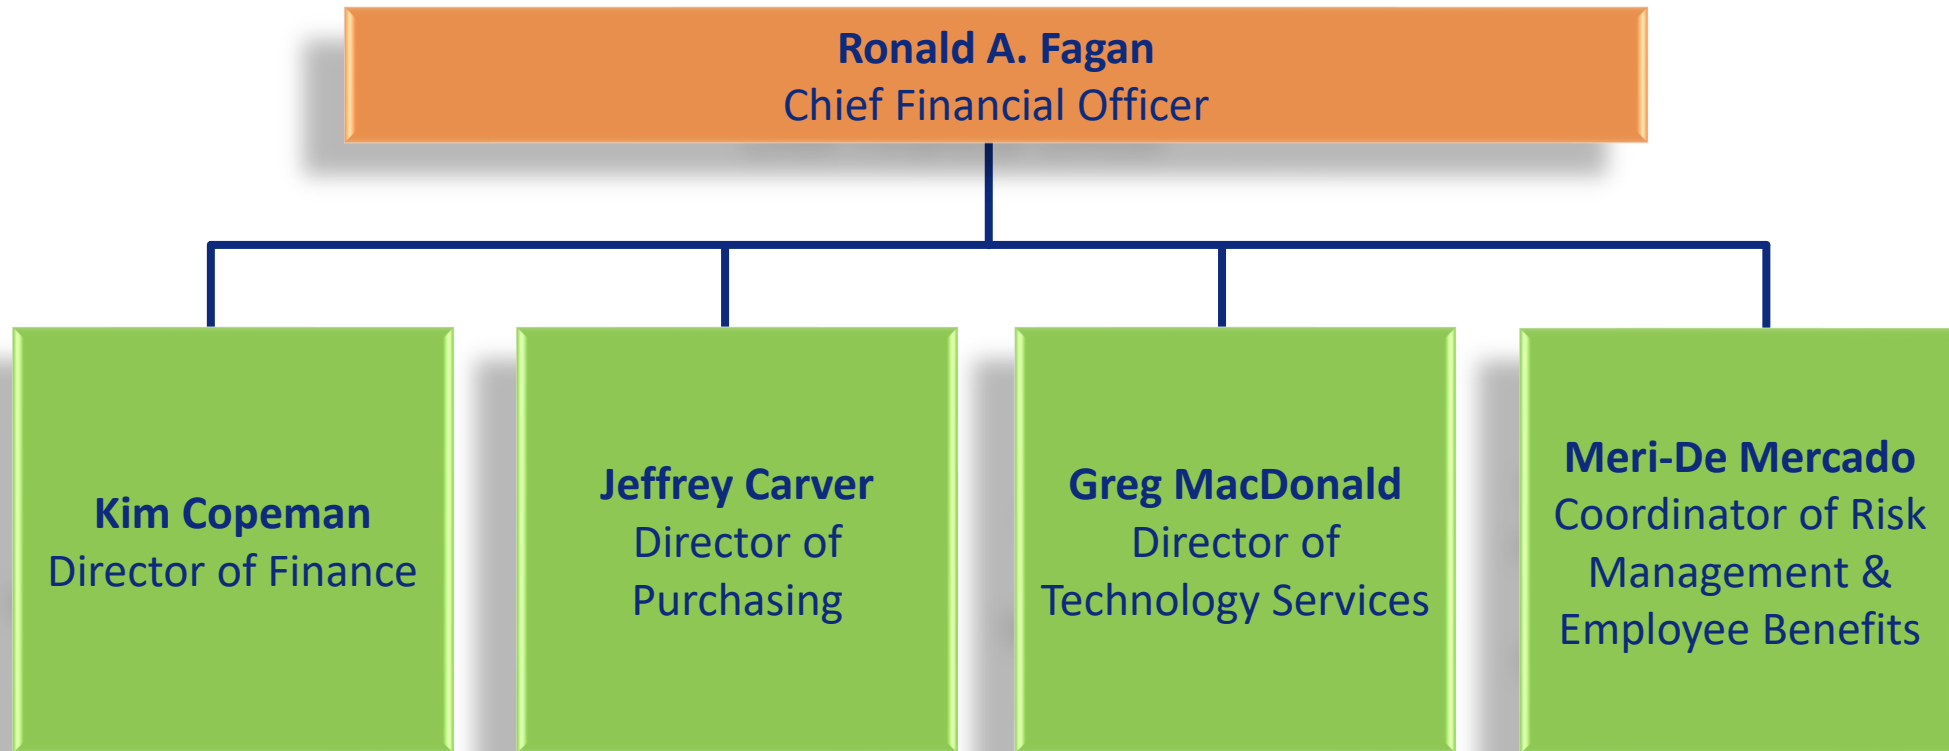 Ronald A. Fagan
Chief Financial Officer
Kim Copeman
Director of Finance
Jeffrey Carver
Director of
Purchasing
Greg MacDonald
Director of
Technology Services
Meri-De Mercado
Coordinator of Risk
Management &
Employee Benefits